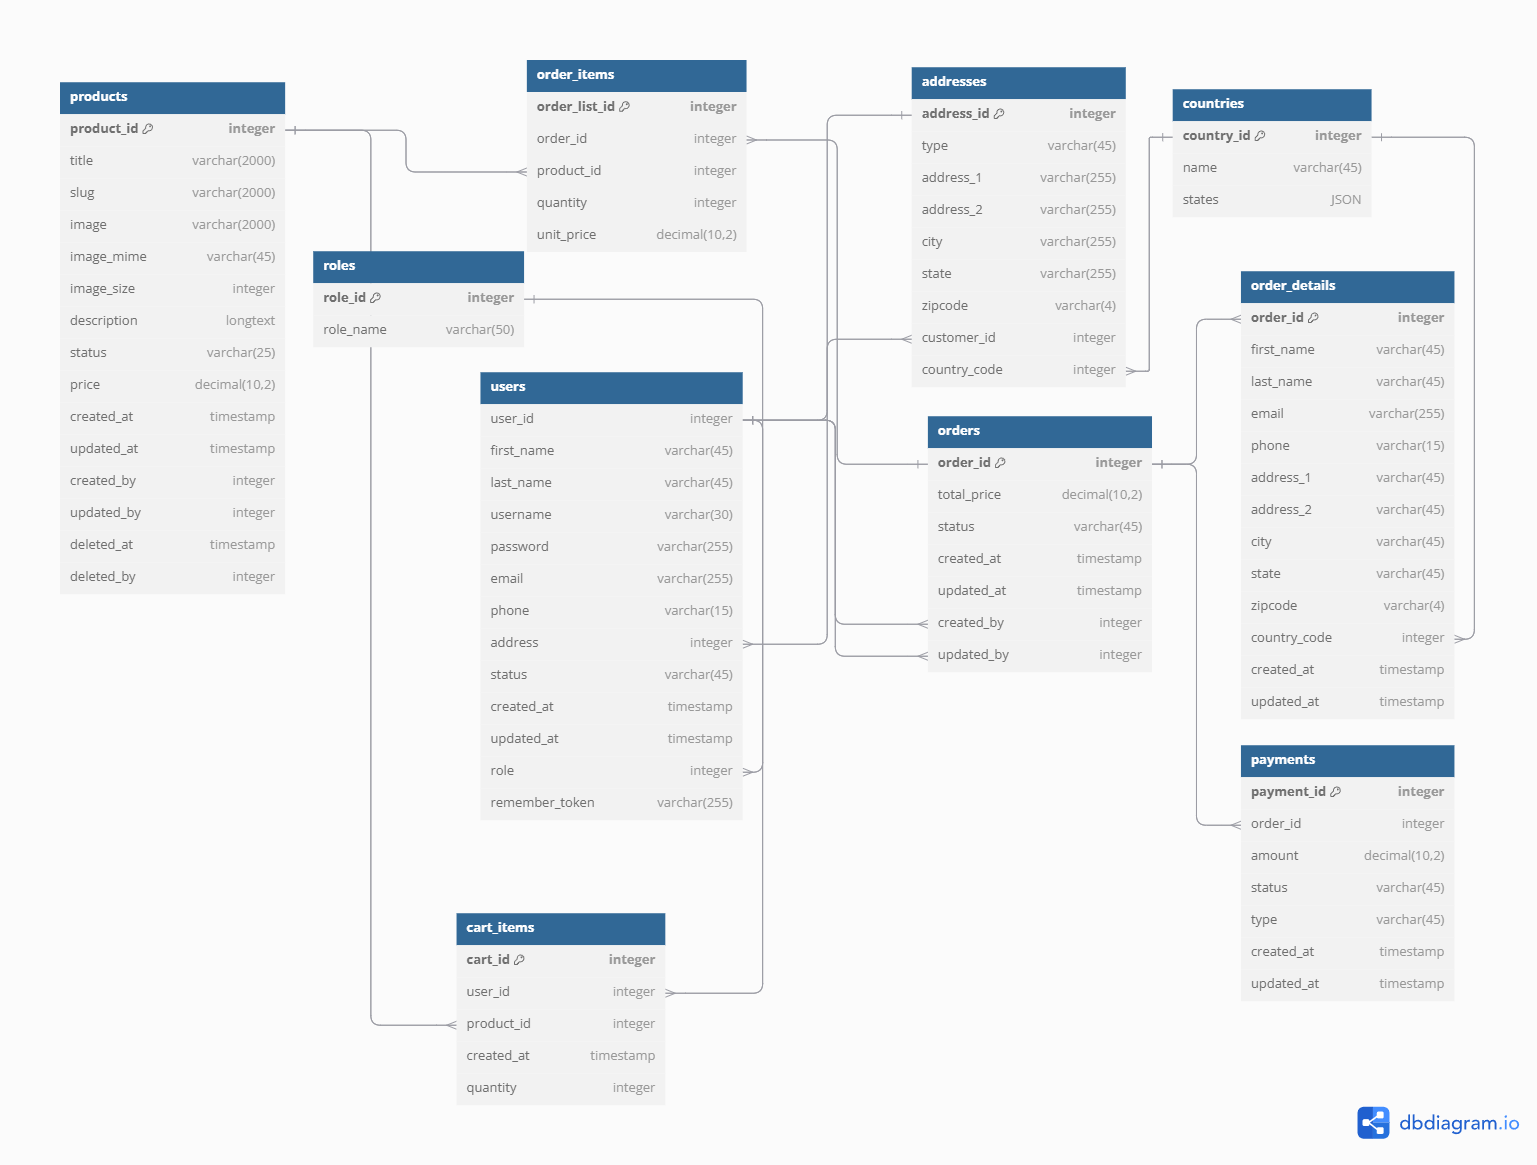 products
product_id integer
title varchar(2000)
slug varchar(2000)
image varchar(2000)
image_mime varchar(45)
image_size integer
description longtext
status varchar(25)
price decimal(10,2)
created_at timestamp
updated_at timestamp
created_by integer
updated_by integer
deleted_at timestamp
deleted_by integer
order_items
order_list_id integer
order_id integer
product_id integer
quantity integer
unit_price decimal(10,2)
roles
role_id integer
role_name varchar(50)
users
user_id integer
first_name varchar(45)
last_name varchar(45)
username varchar(30)
password varchar(255)
email varchar(255)
phone varchar(15)
address integer
status varchar(45)
created_at timestamp
updated_at timestamp
role integer
remember_token varchar(255)
cart_items
cart_id integer
user_id integer
product_id integer
created_at timestamp
quantity integer
addresses
address_id integer
type varchar(45)
address_1 varchar(255)
address_2 varchar(255)
city varchar(255)
state varchar(255)
zipcode varchar(4)
customer_id integer
country_code integer
orders
order_id integer
total_price decimal(10,2)
status varchar(45)
created_at timestamp
updated_at timestamp
created_by integer
updated_by integer
countries
country_id integer
name varchar(45)
states JSON
order_details
order_id integer
first_name varchar(45)
last_name varchar(45)
email varchar(255)
phone varchar(15)
address_1 varchar(45)
address_2 varchar(45)
city varchar(45)
state varchar(45)
zipcode varchar(4)
country_code integer
created_at timestamp
updated_at timestamp
payments
payment_id integer
order_id integer
amount decimal(10,2)
status varchar(45)
type varchar(45)
created_at timestamp
updated_at timestamp
dbdiagram.io